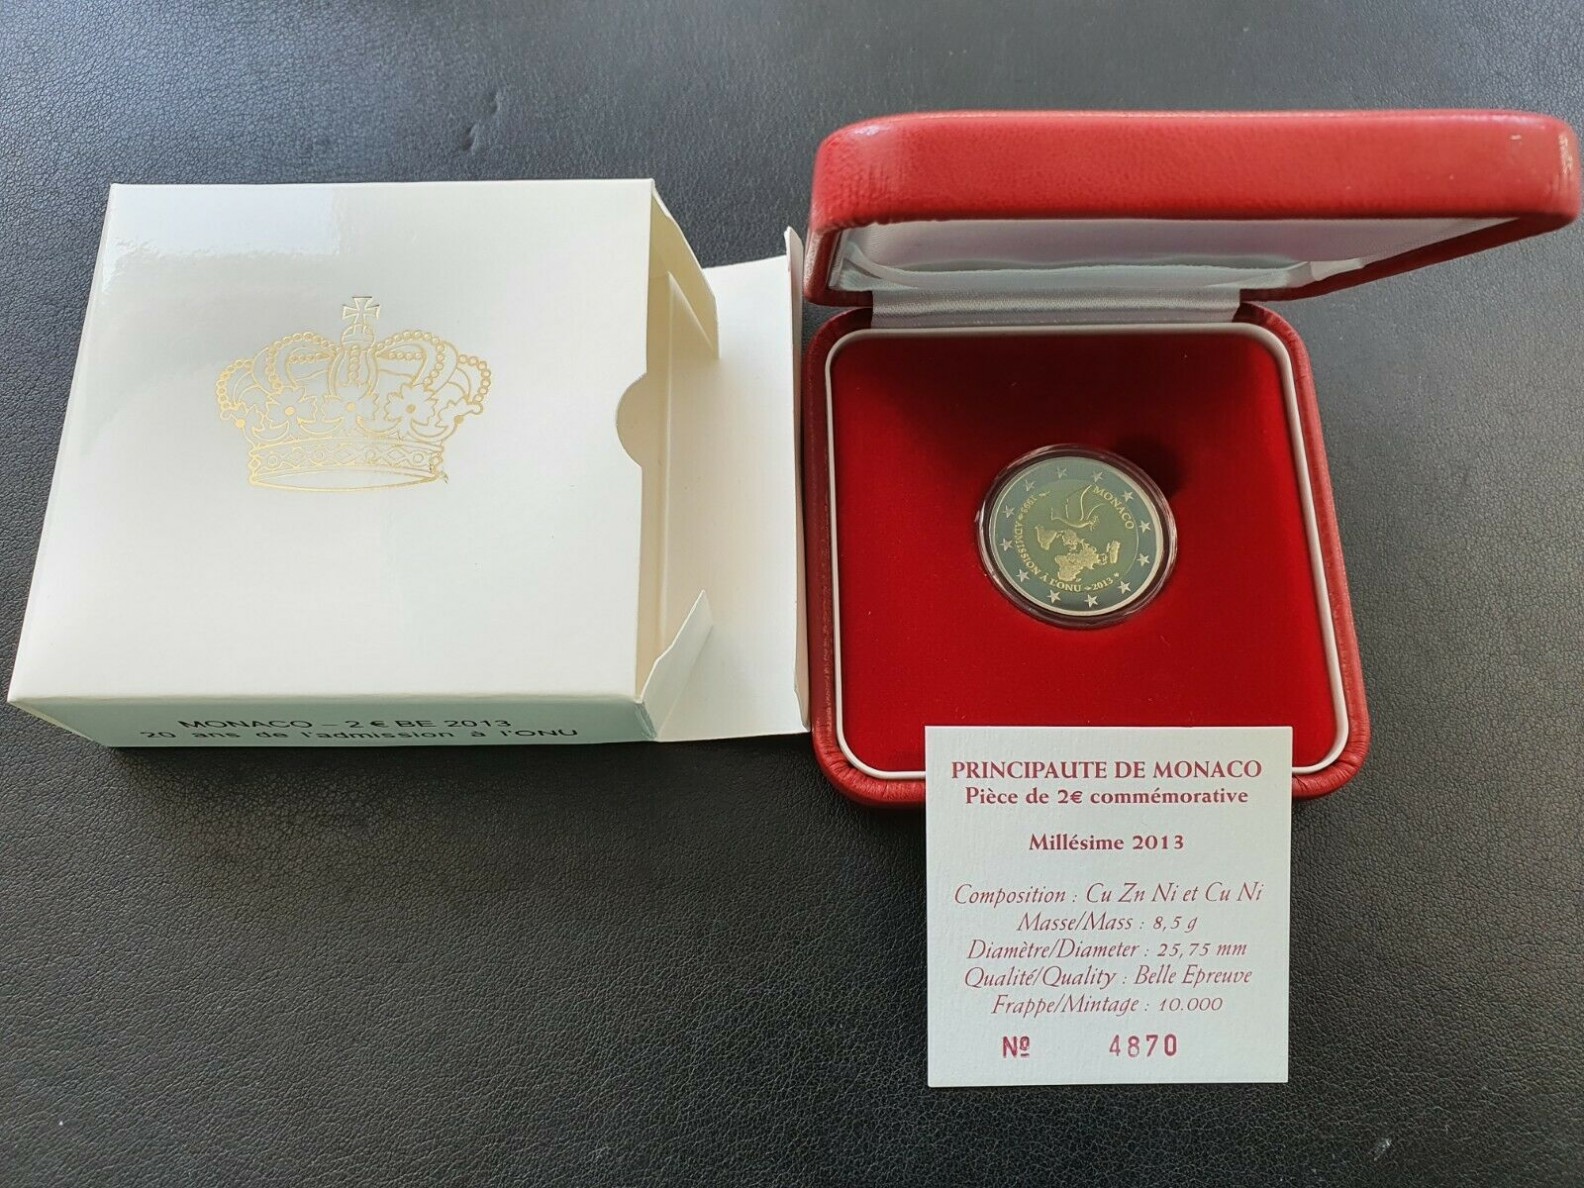 MONACO – 2 € BE 2013
20 ans de l'admission à l'ONU
MONACO
1993 ADMISSION À L'ONU 2013
PRINCIPAUTE DE MONACO
Pièce de 2€ commémorative
Millésime 2013
Composition : Cu Zn Ni et Cu Ni
Masse/Mass : 8,5 g
Diamètre/Diameter : 25,75 mm
Qualité/Quality : Belle Epreuve
Frappe/Mintage : 10.000
Nº 4870